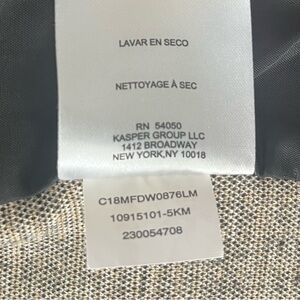 LAVAR EN SECO
NETTOYAGE À SEC
RN 54050
KASPER GROUP LLC
1412 BROADWAY
NEW YORK,NY 10018
C18MFDW0876LM
10915101-5KM
230054708